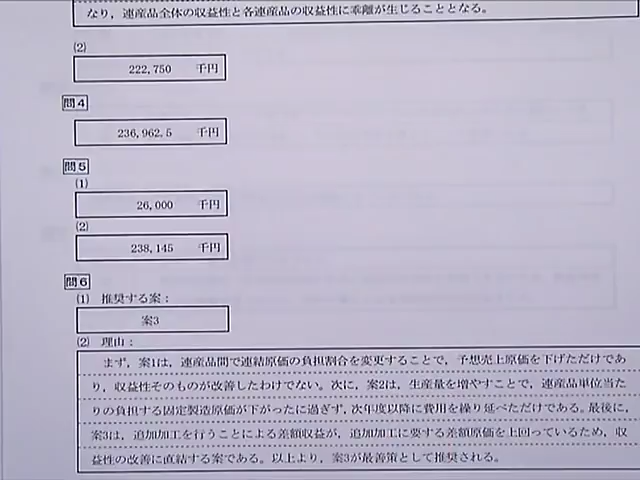 なり，連産品全体の収益性と各連産品の収益性に乖離が生じることとなる。
(2)
222,750 千円
問4
236,962.5 千円
問5
(1)
26,000 千円
(2)
238,145 千円
問6
(1) 推奨する案：
案3
(2) 理由：
まず，案1は，連産品間で連結原価の負担割合を変更することで，予想売上原価を下げただけであ
り，収益性そのものが改善したわけでない。次に，案2は，生産量を増やすことで，連産品単位当た
りの負担する固定製造原価が下がったに過ぎず，次年度以降に費用を繰り延べただけである。最後に，
案3は，追加加工を行うことによる差額収益が，追加加工に要する差額原価を上回っているため，収
益性の改善に直結する案である。以上より，案3が最善策として推奨される。